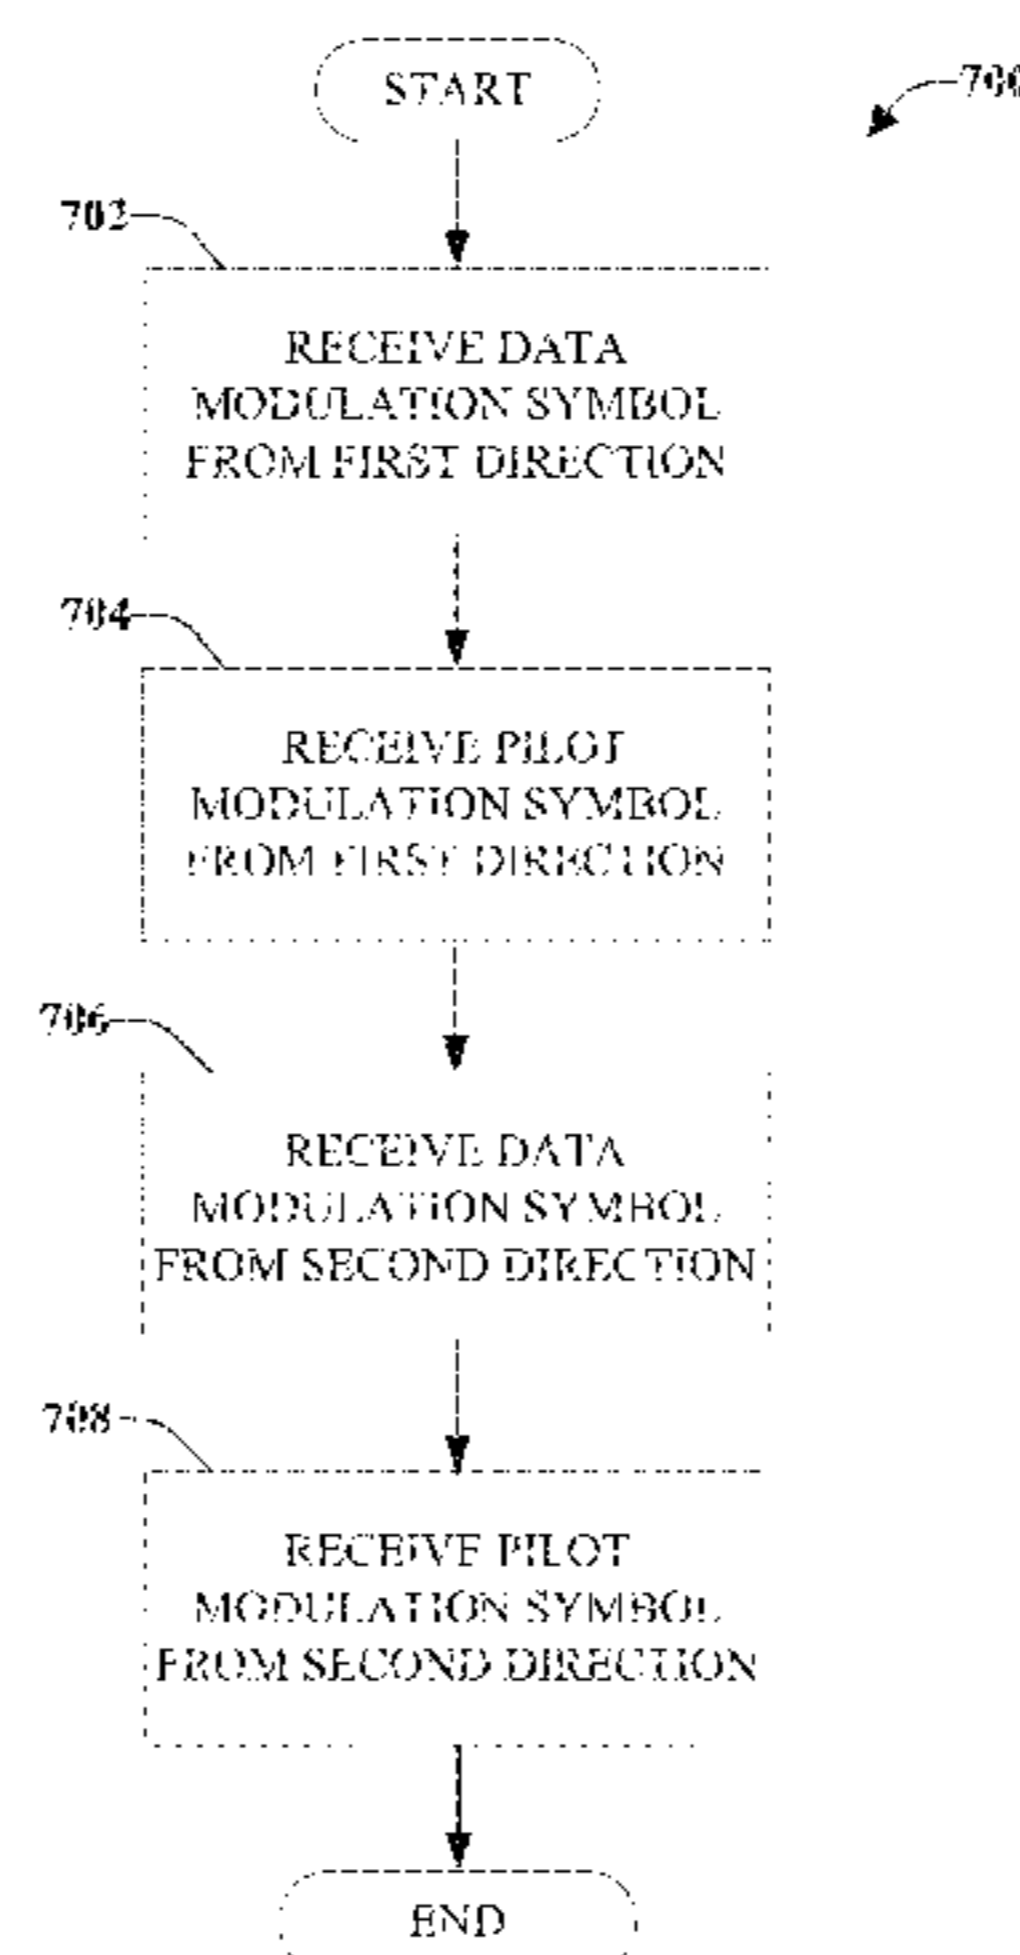 START
700
702
RECEIVE DATA
MODULATION SYMBOL
FROM FIRST DIRECTION
704
RECEIVE PILOT
MODULATION SYMBOL
FROM FIRST DIRECTION
706
RECEIVE DATA
MODULATION SYMBOL
FROM SECOND DIRECTION
708
RECEIVE PILOT
MODULATION SYMBOL
FROM SECOND DIRECTION
END